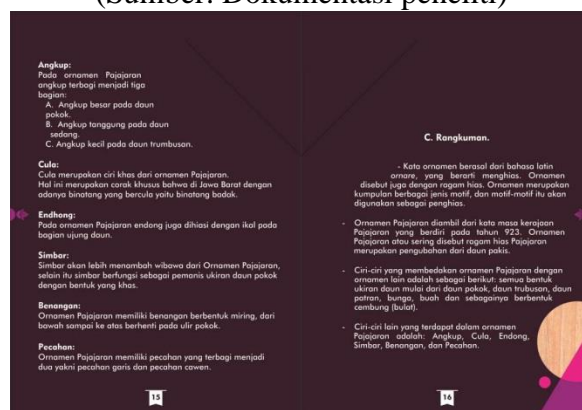 (Sumber: Dokumentasi peneliti)
Angkup:
Pada ornamen Pajajaran
angkup terbagi menjadi tiga
bagian:
A. Angkup besar pada daun
pokok.
B. Angkup tanggung pada daun
sedang.
C. Angkup kecil pada daun trumbusan.
Cula:
Cula merupakan ciri khas dari ornamen Pajajaran.
Hal ini merupakan corak khusus bahwa di Jawa Barat dengan
adanya binatang yang bercula yaitu binatang badak.
Endhong:
Pada ornamen Pajajaran endong juga dihiasi dengan ikal pada
bagian ujung daun.
Simbar:
Simbar akan lebih menambah wibawa dari Ornamen Pajajaran,
selain itu simbar berfungsi sebagai pemanis ukiran daun pokok
dengan bentuk yang khas.
Benangan:
Ornamen Pajajaran memiliki benangan berbentuk miring, dari
bawah sampai ke atas berhenti pada ulir pokok.
Pecahan:
Ornamen Pajajaran memiliki pecahan yang terbagi menjadi
dua yakni pecahan garis dan pecahan cawen.
15
C. Rangkuman.
- Kata ornamen berasal dari bahasa latin
ornare, yang berarti menghias. Ornamen
disebut juga dengan ragam hias. Ornamen merupakan
kumpulan berbagai jenis motif, dan motif-motif itu akan
digunakan sebagai penghias.
- Ornamen Pajajaran diambil dari kata masa kerajaan
Pajajaran yang berdiri pada tahun 923. Ornamen
Pajajaran atau sering disebut ragam hias Pajajaran
merupakan pengubahan dari daun pakis.
- Ciri-ciri yang membedakan ornamen Pajajaran dengan
ornamen lain adalah sebagai berikut: semua bentuk
ukiran daun mulai dari daun pokok, daun trubusan, daun
patran, bunga, buah dan sebagainya berbentuk
cembung (bulat).
- Ciri-ciri lain yang terdapat dalam ornamen
Pajajaran adalah: Angkup, Cula, Endong,
Simbar, Benangan, dan Pecahan.
16